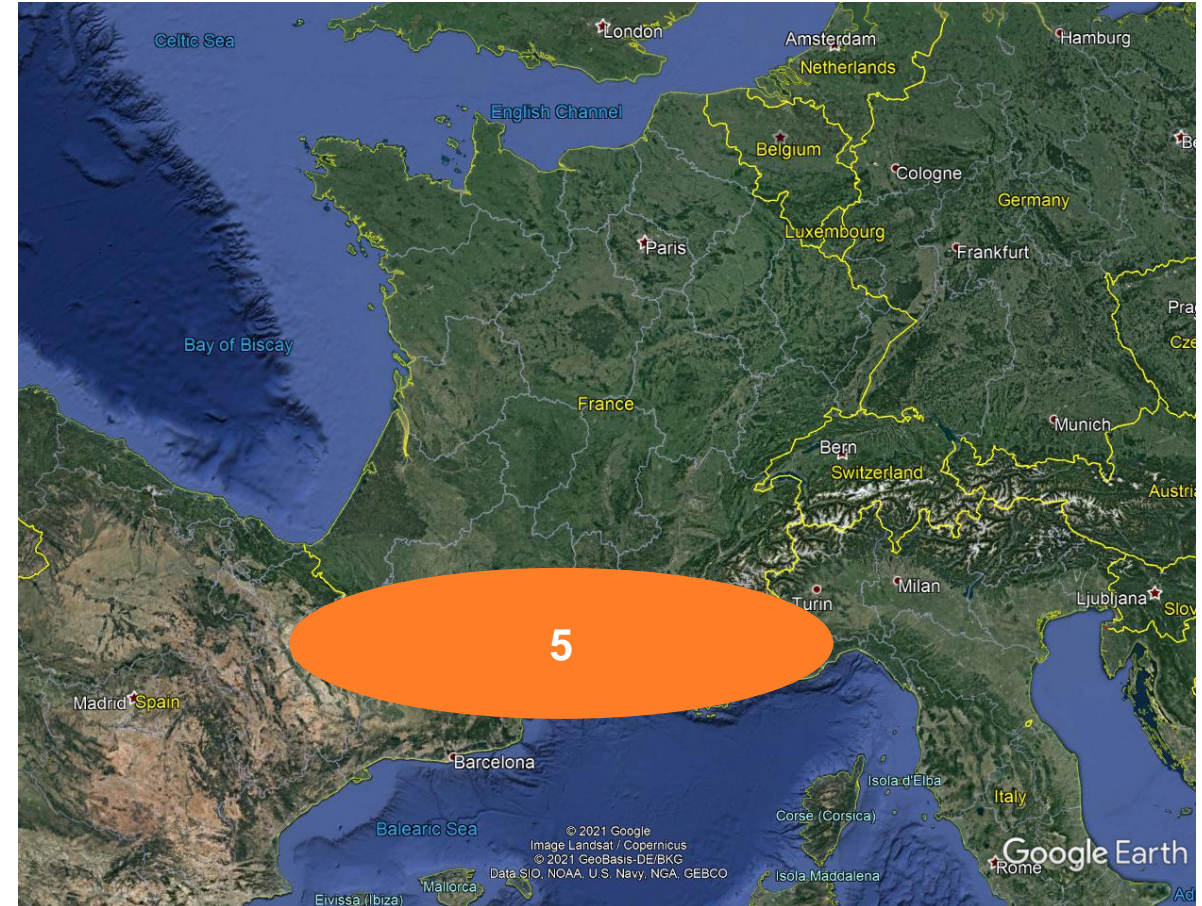 London
Celtic Sea
Amsterdam
Hamburg
Netherlands
English Channel
Belgium
Cologne
Germany
Luxembourg
Paris
Frankfurt
Bay of Biscay
France
Munich
Bern
Switzerland
Milan
Turin
Ljubljana
5
Madrid
Spain
Barcelona
Isola d'Elba
Italy
Corse (Corsica)
Balearic Sea
© 2021 Google
Image Landsat / Copernicus
© 2021 GeoBasis-DE/BKG
Data SIO, NOAA, U.S. Navy, NGA, GEBCO
Google Earth
Rome
Isola Maddalena
Mallorca
Eivissa (Ibiza)